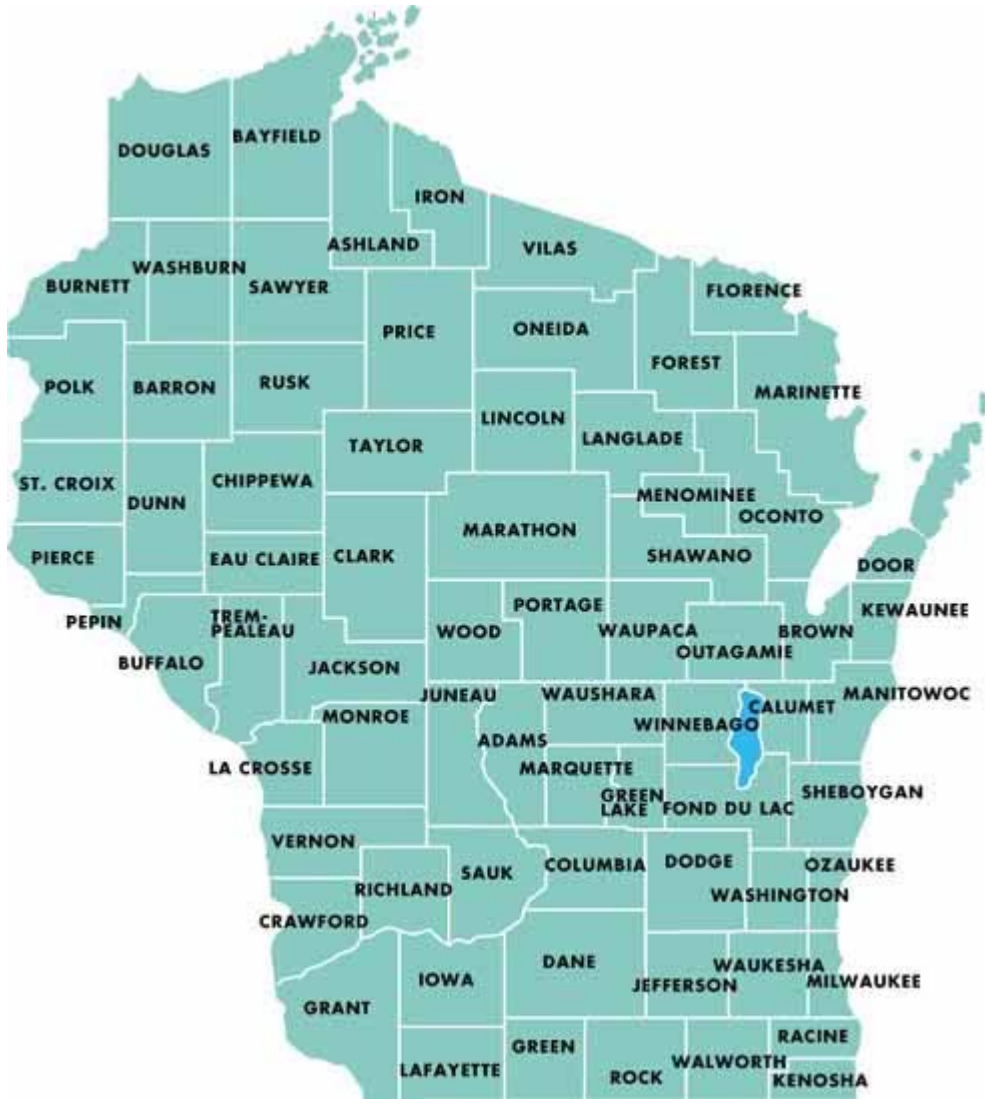 BAYFIELD
DOUGLAS
IRON
ASHLAND
VILAS
WASHBURN
BURNETT
SAWYER
FLORENCE
PRICE
ONEIDA
FOREST
POLK
BARRON
RUSK
MARINETTE
LINCOLN
TAYLOR
LANGLADE
ST. CROIX
CHIPPEWA
DUNN
MENOMINEE
OCONTO
MARATHON
PIERCE
EAU CLAIRE
CLARK
SHAWANO
DOOR
PEPIN
TREM-
PEALEAU
PORTAGE
KEWAUNEE
WOOD
WAUPACA
BROWN
OUTAGAMIE
BUFFALO
JACKSON
JUNEAU
WAUSHARA
MANITOWOC
CALUMET
MONROE
WINNEBAGO
ADAMS
LA CROSSE
MARQUETTE
SHEBOYGAN
GREEN
LAKE
FOND DU LAC
VERNON
COLUMBIA
DODGE
OZAUKEE
SAUK
RICHLAND
WASHINGTON
CRAWFORD
DANE
WAUKESHA
IOWA
JEFFERSON
MILWAUKEE
GRANT
RACINE
GREEN
WALWORTH
LAFAYETTE
ROCK
KENOSHA